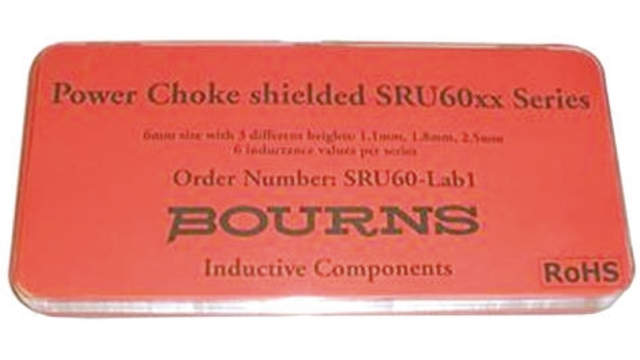 Power Choke shielded SRU60xx Series
6mm size with 3 different heights: 1.1mm, 1.8mm, 2.5mm
6 inductance values per series
Order Number: SRU60-Lab1
BOURNS
Inductive Components
RoHS